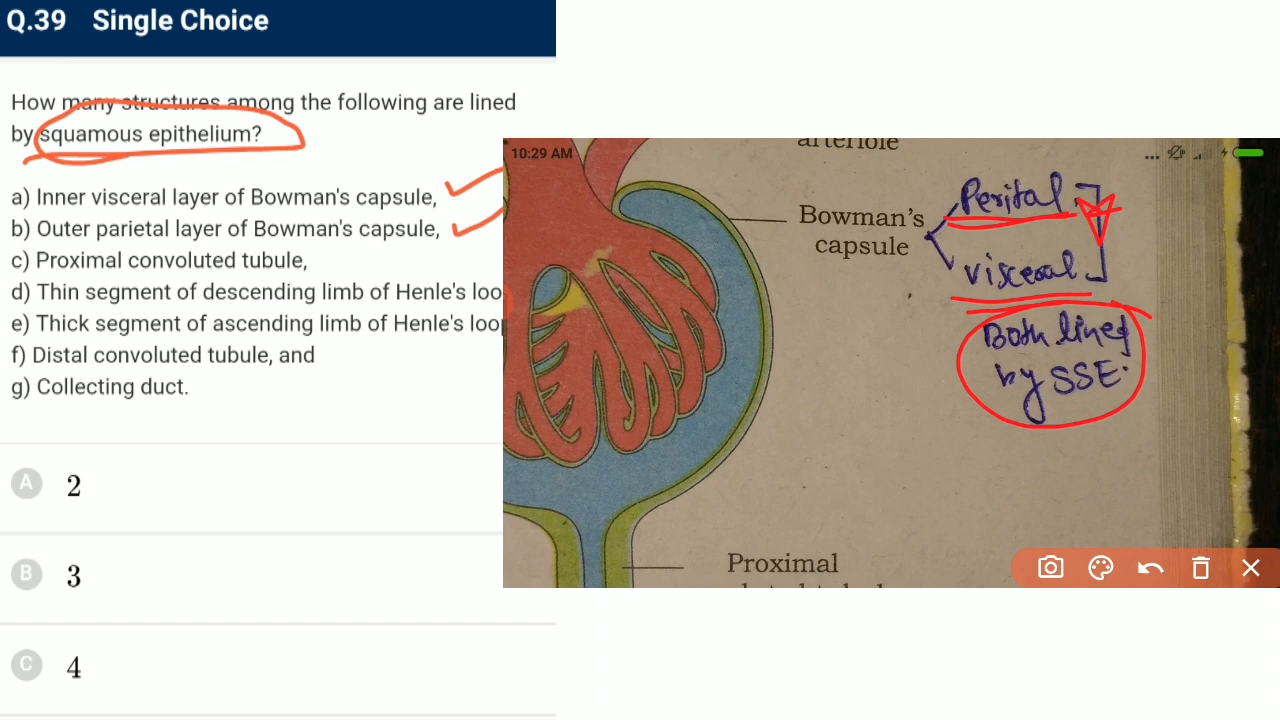 Q.39 Single Choice
How many structures among the following are lined
by squamous epithelium?
a) Inner visceral layer of Bowman's capsule,
b) Outer parietal layer of Bowman's capsule,
c) Proximal convoluted tubule,
d) Thin segment of descending limb of Henle's loo
e) Thick segment of ascending limb of Henle's loop
f) Distal convoluted tubule, and
g) Collecting duct.
A 2
B 3
C 4
10:29 AM
arteriole
Bowman's
capsule
Perital
visceral
Both lined
by SSE.
Proximal